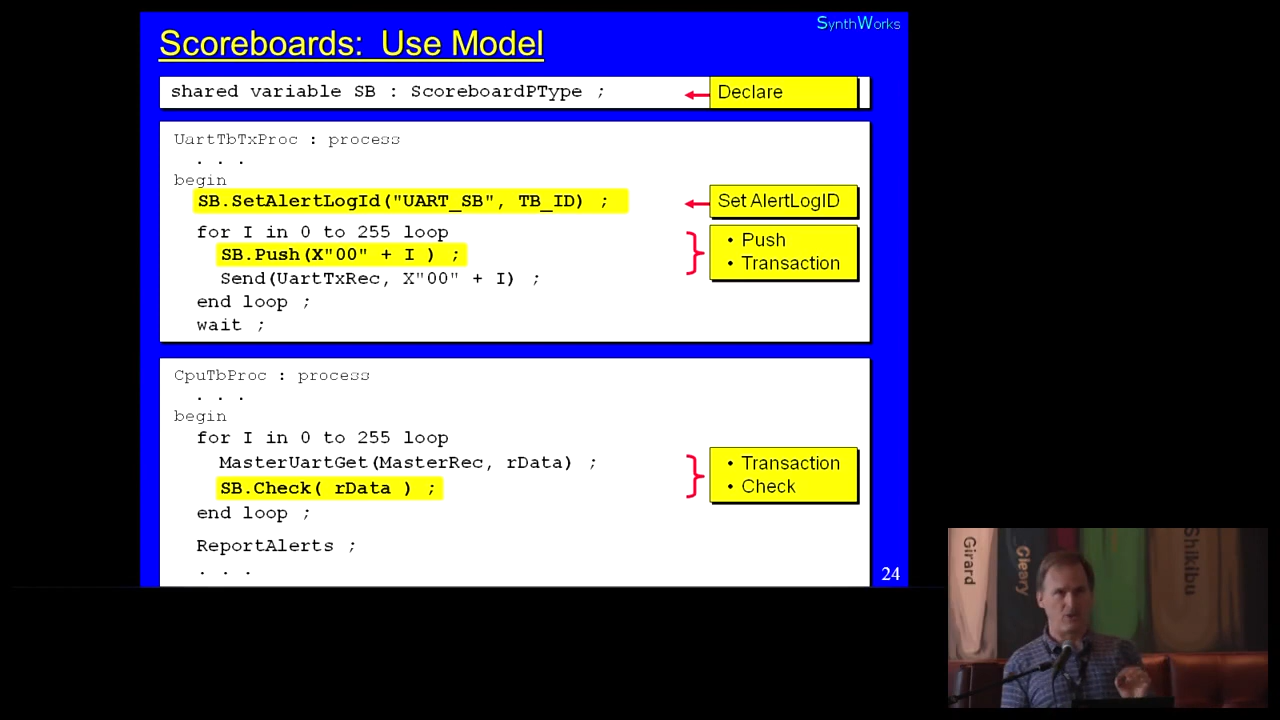 SynthWorks
Scoreboards: Use Model
shared variable SB : ScoreboardPType ;
Declare
UartTbTxProc : process
. . .
begin
SB.SetAlertLogId("UART_SB", TB_ID) ;
Set AlertLogID
for I in 0 to 255 loop
SB.Push(X"00" + I ) ;
Send(UartTxRec, X"00" + I) ;
• Push
• Transaction
end loop ;
wait ;
CpuTbProc : process
. . .
begin
for I in 0 to 255 loop
MasterUartGet(MasterRec, rData) ;
SB.Check( rData ) ;
• Transaction
• Check
end loop ;
ReportAlerts ;
. . .
24
Girard
Cleary
Shikibu